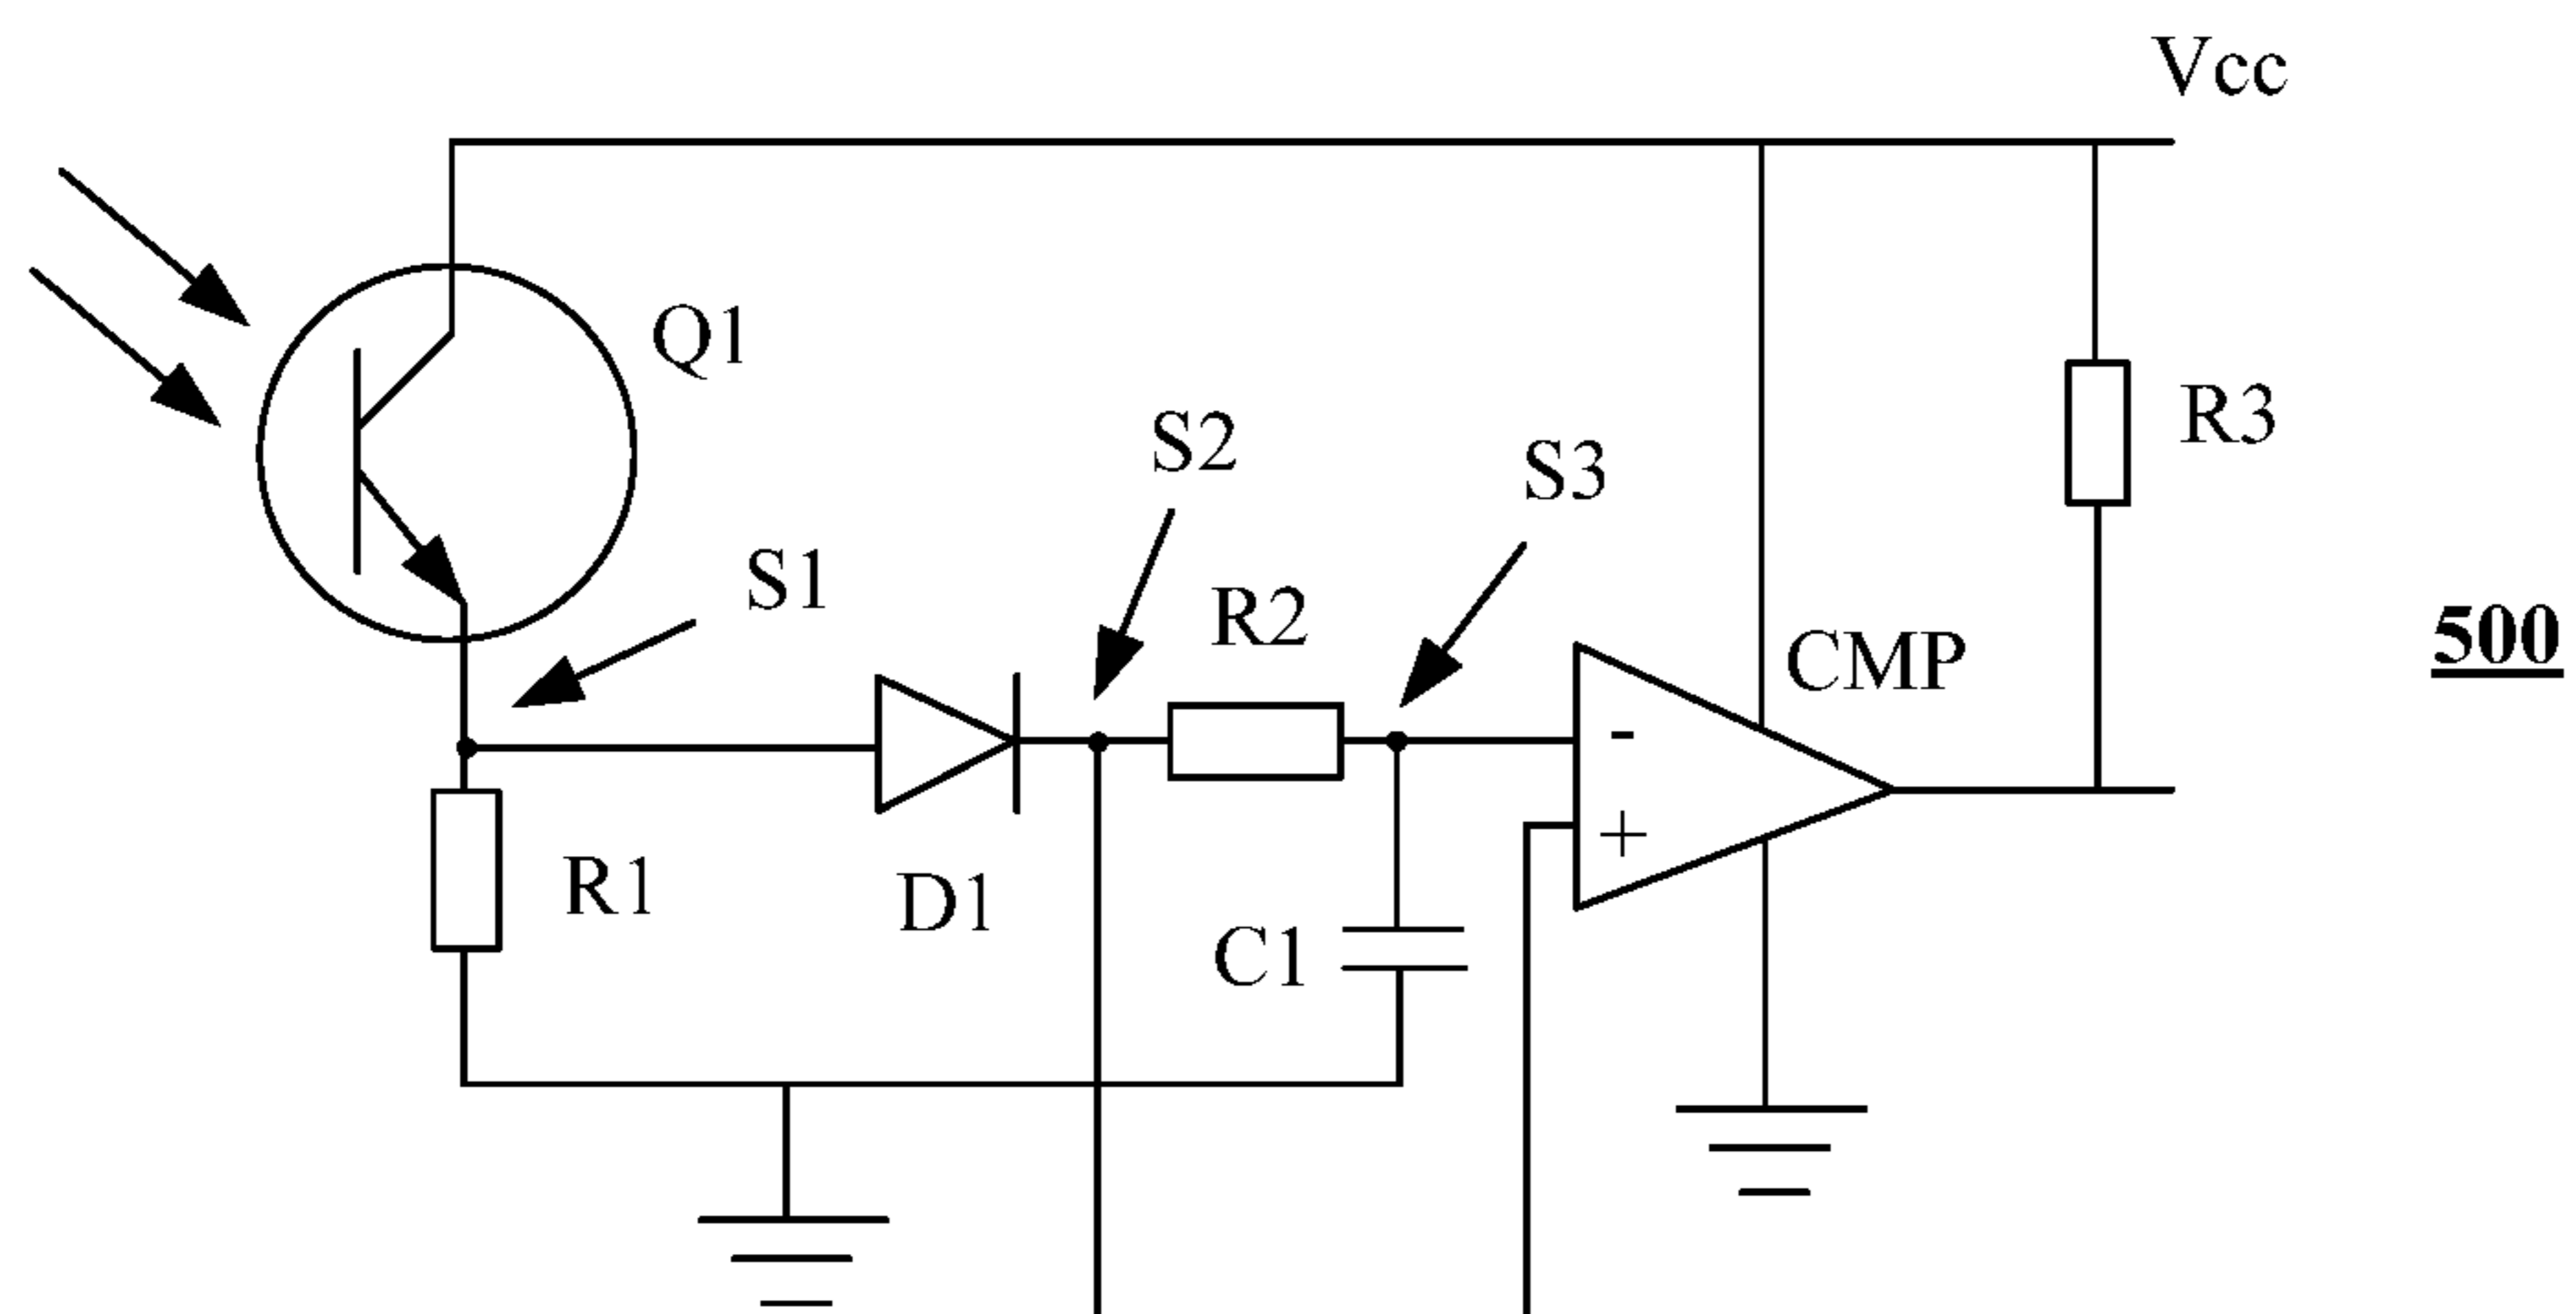 Vcc
Q1
R3
S2
S3
S1
R2
500
CMP
-
+
R1
D1
C1